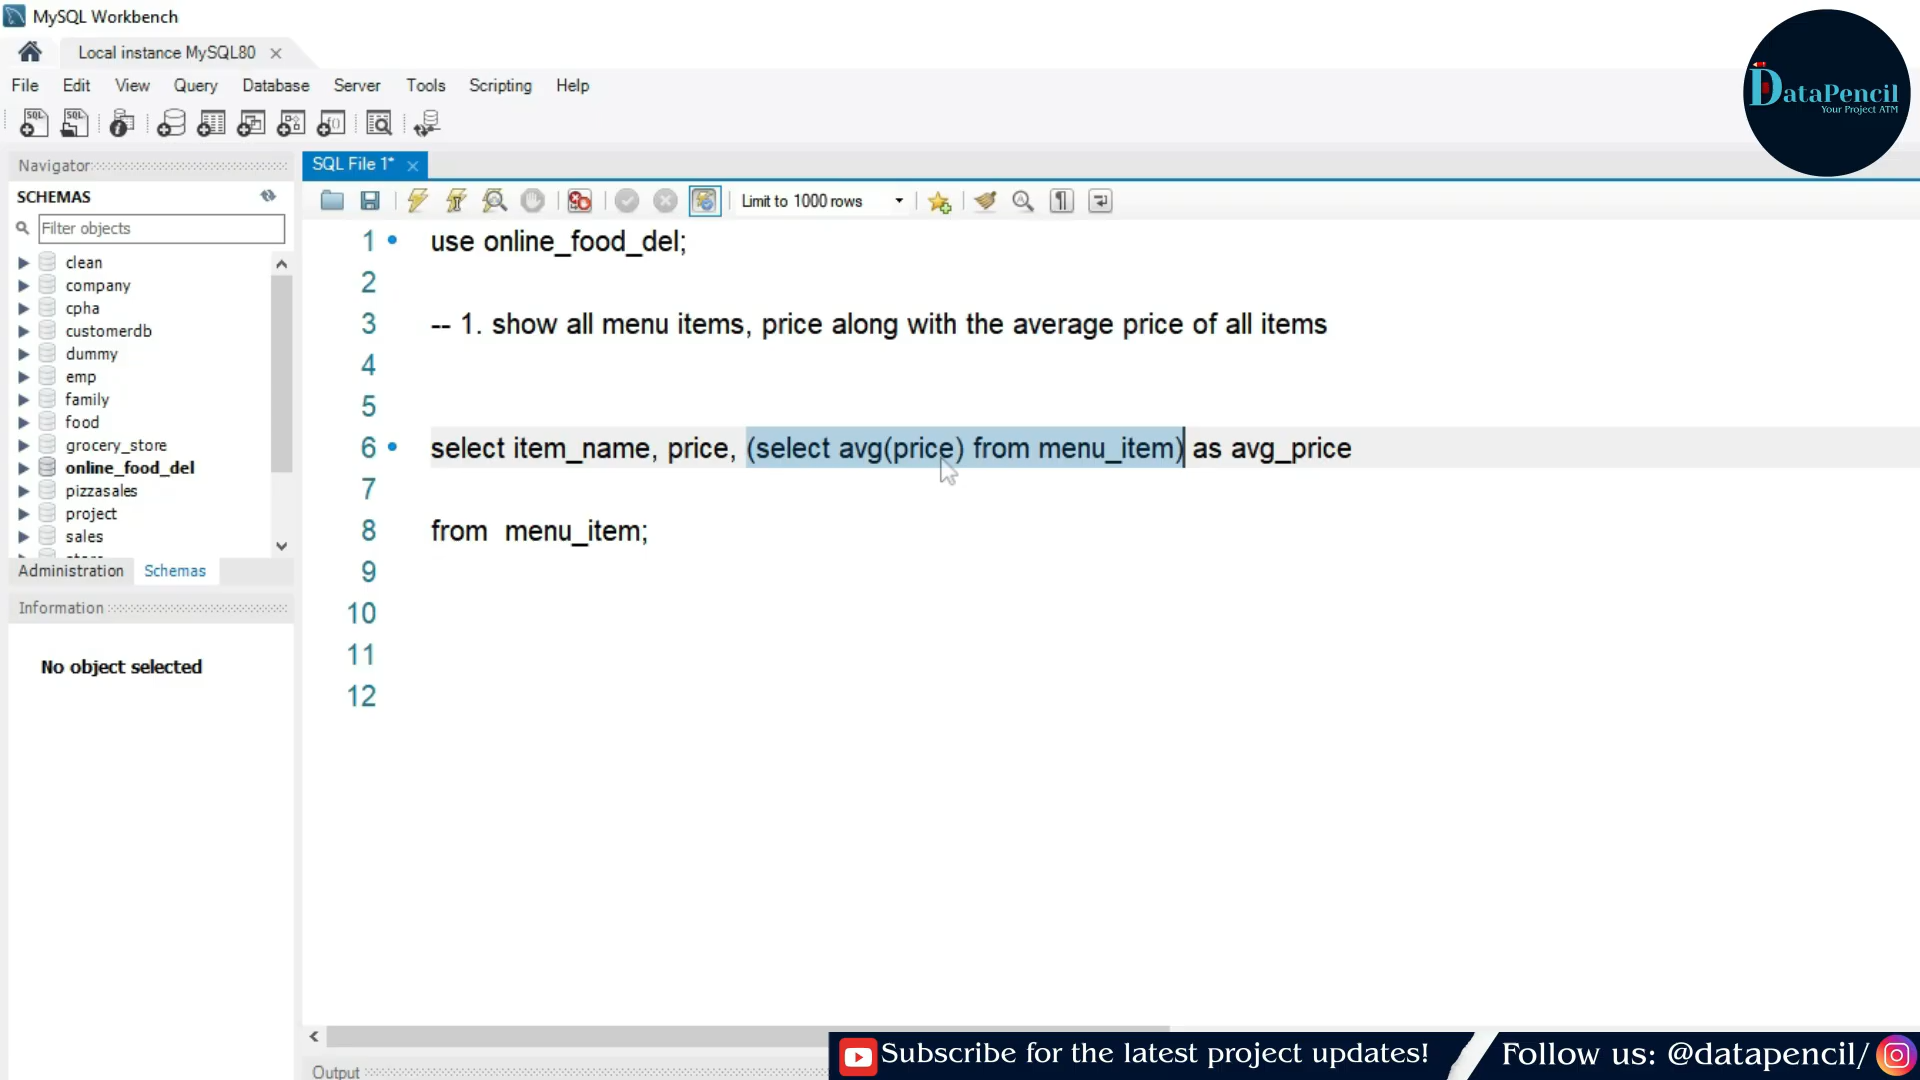 MySQL Workbench
Local instance MySQL80
File Edit View Query Database Server Tools Scripting Help
DataPencil
Your Project ATM
Navigator
SQL File 1*
SCHEMAS
Limit to 1000 rows
Filter objects
clean
company
cpha
customerdb
dummy
emp
family
food
grocery_store
online_food_del
pizzasales
project
sales
Administration Schemas
Information
No object selected
1 use online_food_del;
2
3 -- 1. show all menu items, price along with the average price of all items
4
5
6 select item_name, price, (select avg(price) from menu_item) as avg_price
7
8 from menu_item;
9
10
11
12
Output
Subscribe for the latest project updates!
Follow us: @datapencil/